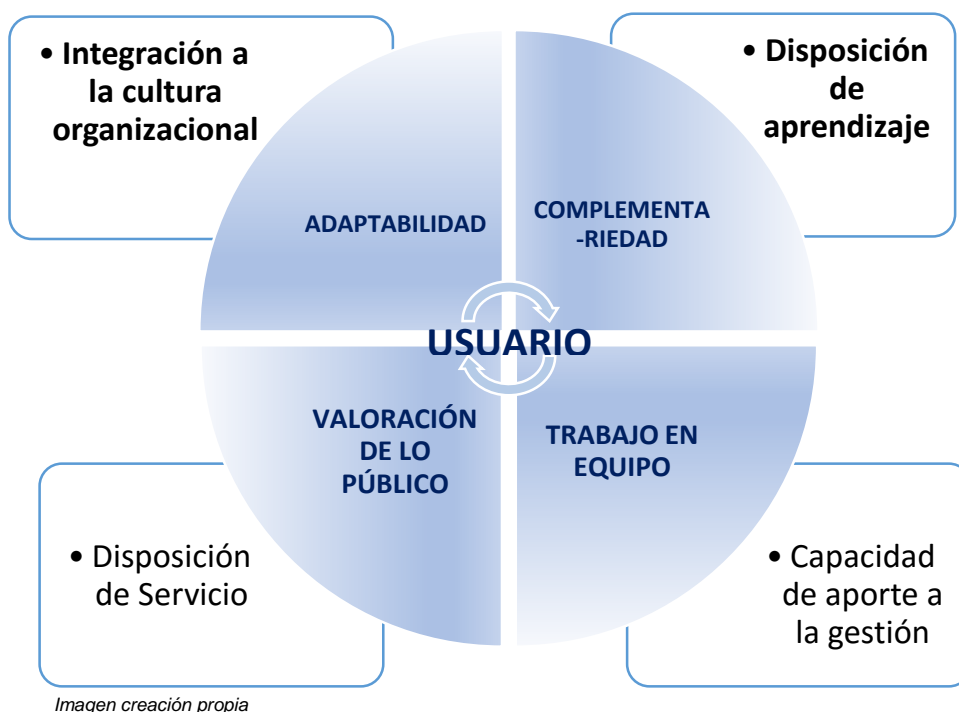 • Integración a
la cultura
organizacional
• Disposición
de
aprendizaje
ADAPTABILIDAD
COMPLEMENTA
-RIEDAD
USUARIO
VALORACIÓN
DE LO
PÚBLICO
TRABAJO EN
EQUIPO
• Disposición
de Servicio
• Capacidad
de aporte a
la gestión
Imagen creación propia